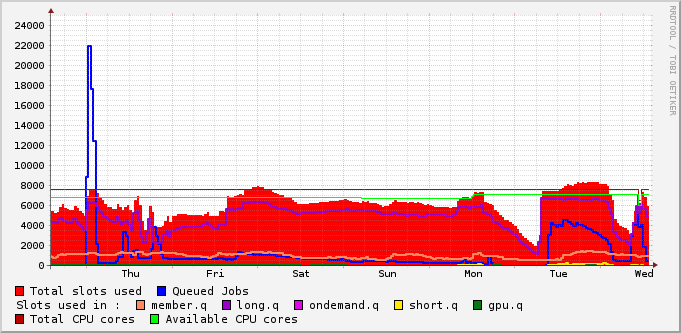 RRDTOOL / TOBI OETIKER
24000
22000
20000
18000
16000
14000
12000
10000
8000
6000
4000
2000
0
Thu Fri Sat Sun Mon Tue Wed
Total slots used Queued Jobs
Slots used in : member.q long.q ondemand.q short.q gpu.q
Total CPU cores Available CPU cores